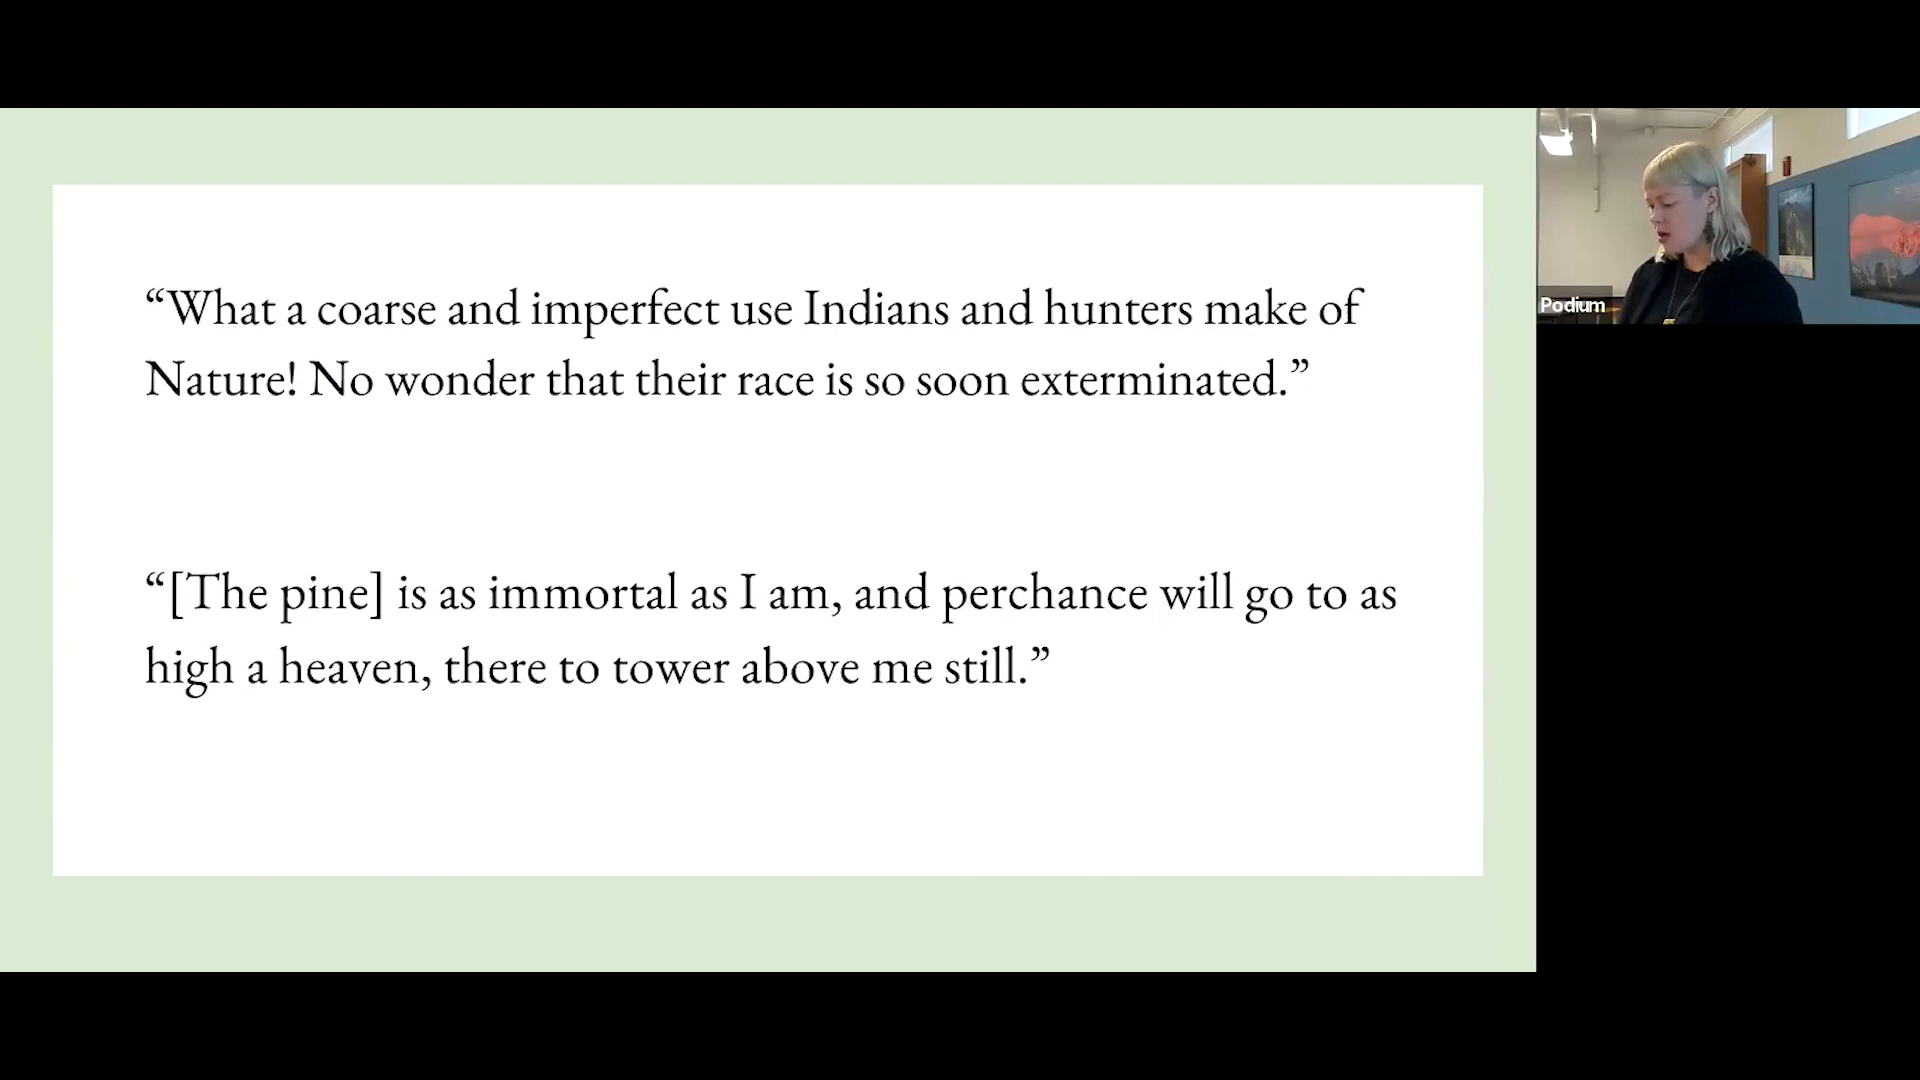 “What a coarse and imperfect use Indians and hunters make of
Nature! No wonder that their race is so soon exterminated.”
“[The pine] is as immortal as I am, and perchance will go to as
high a heaven, there to tower above me still.”
Podium